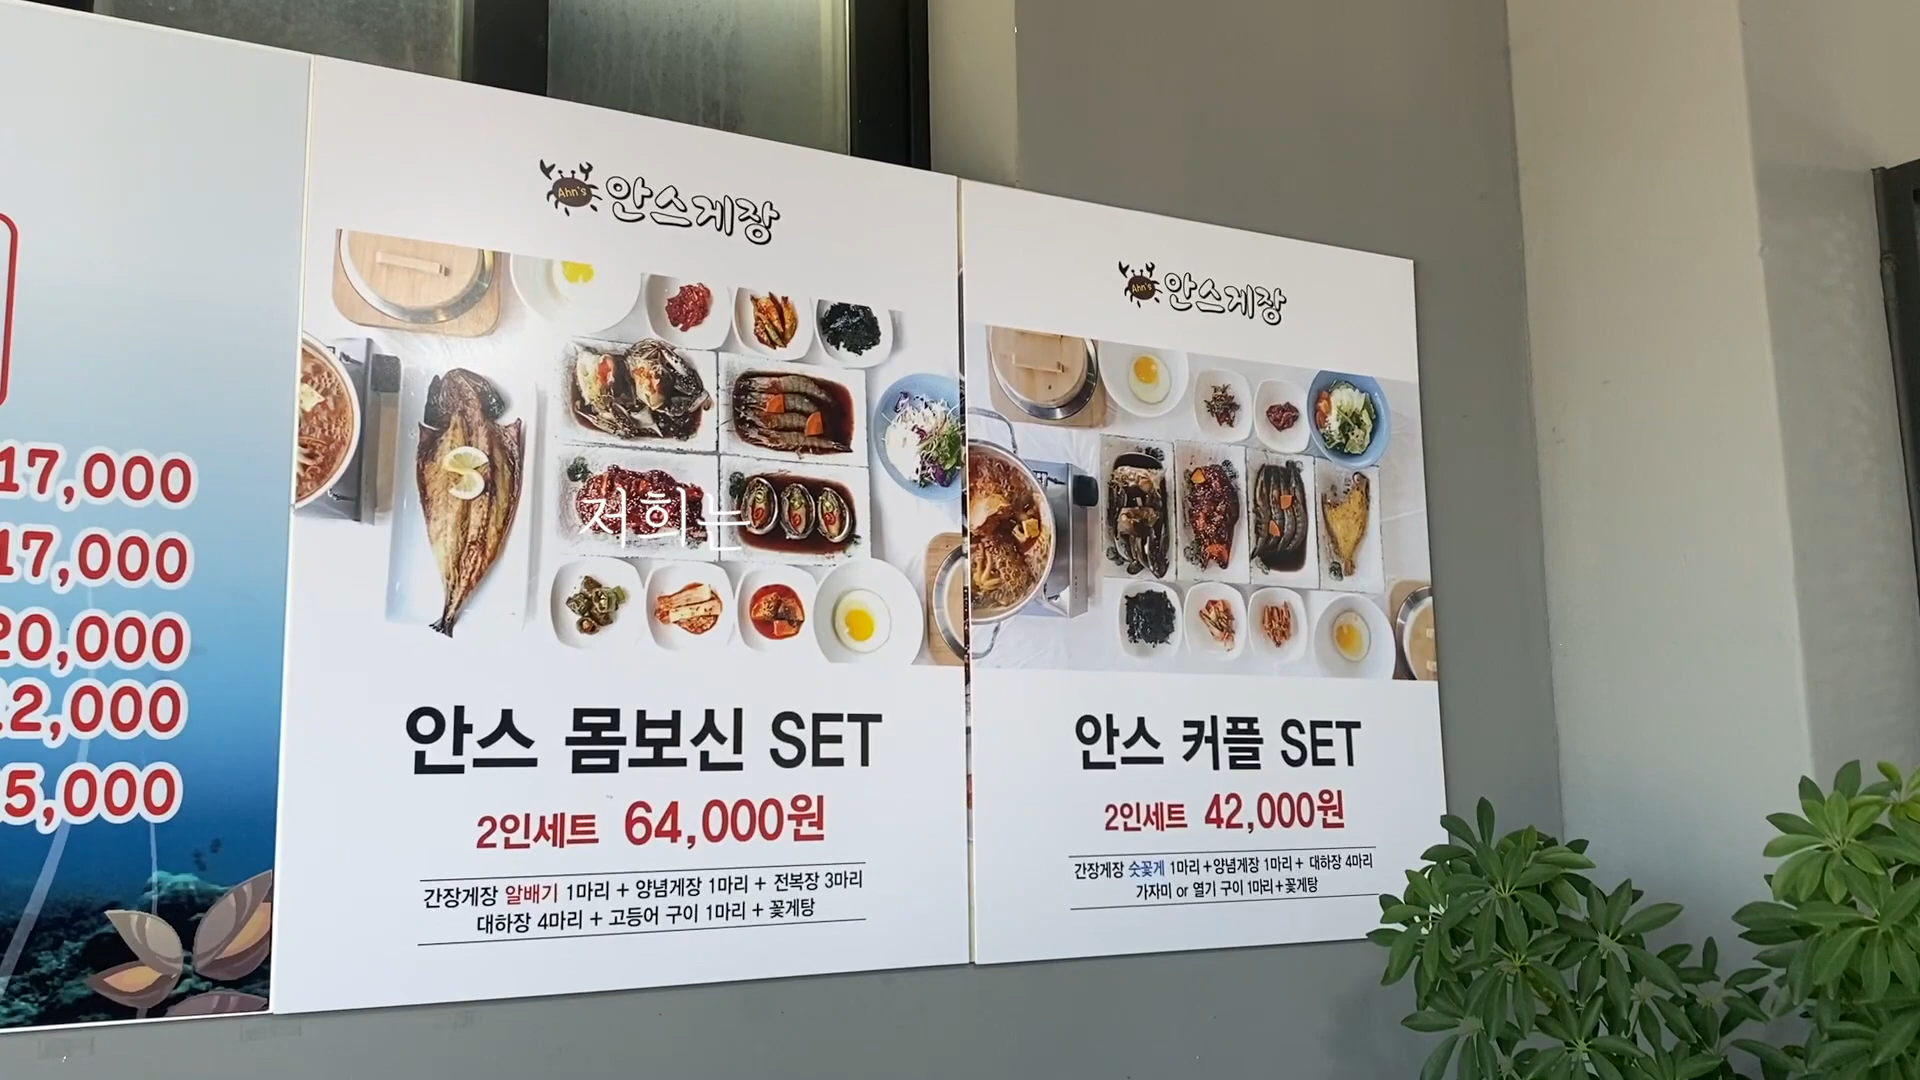 17,000
17,000
20,000
12,000
5,000
Ahn's 안스게장
저희는
안스 몸보신 SET
2인세트 64,000원
간장게장 알배기 1마리 + 양념게장 1마리 + 전복장 3마리
대하장 4마리 + 고등어 구이 1마리 + 꽃게탕
Ahn's 안스게장
안스 커플 SET
2인세트 42,000원
간장게장 숫꽃게 1마리+양념게장 1마리+ 대하장 4마리
가자미 or 열기 구이 1마리+꽃게탕